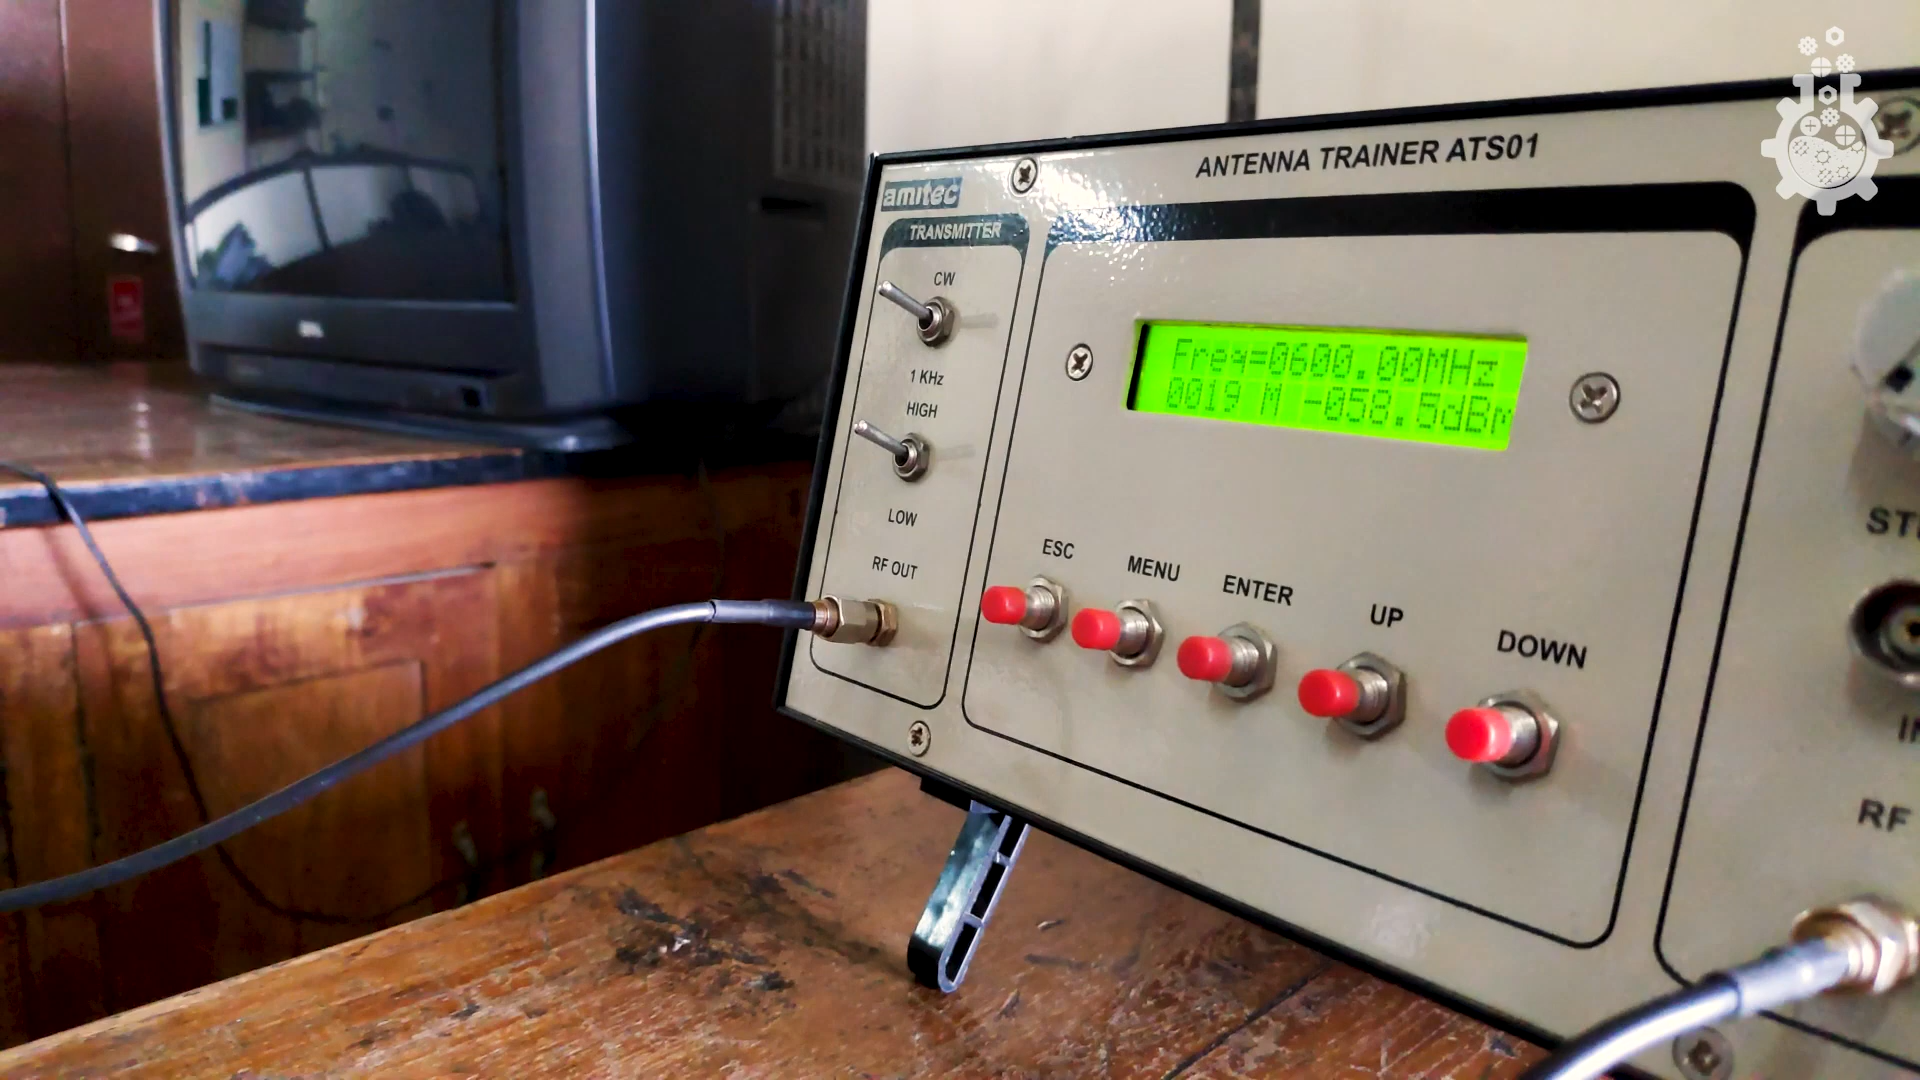 ANTENNA TRAINER ATS01
amitec
TRANSMITTER
CW
1 KHz
HIGH
LOW
RF OUT
Freq=0600.00MHz
0019 M -058.5dBm
ESC
MENU
ENTER
UP
DOWN
RF